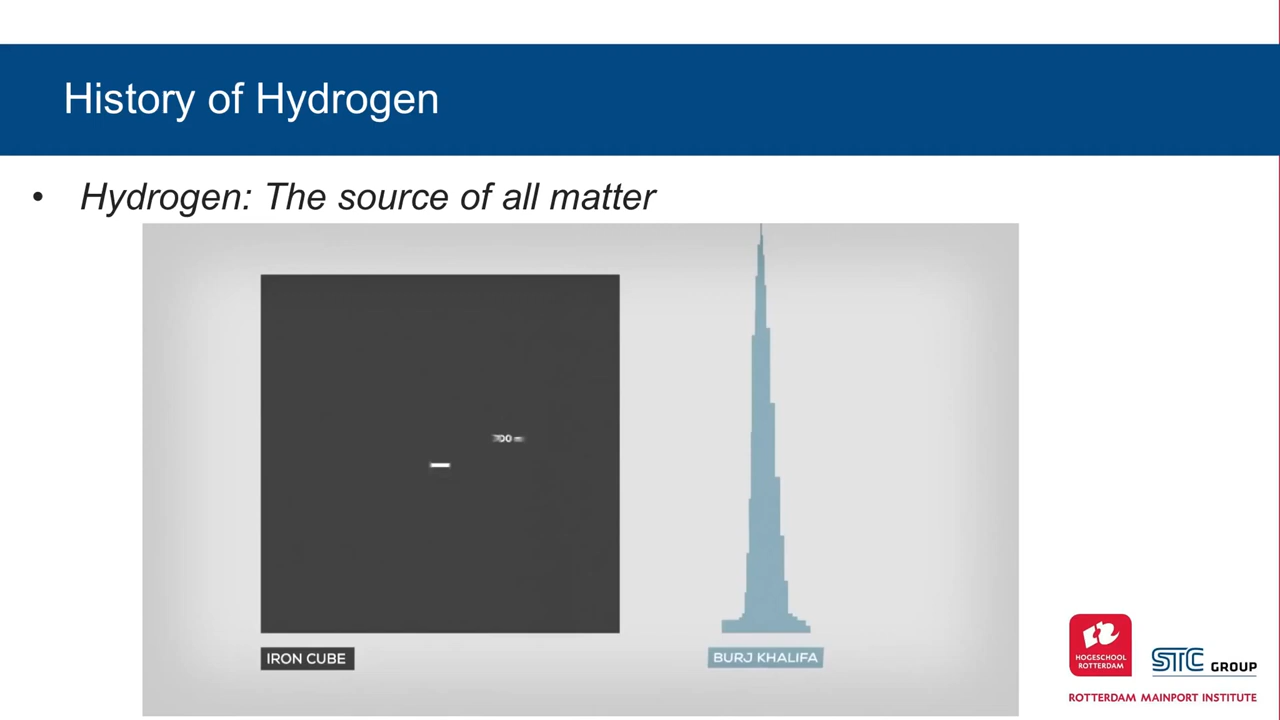 History of Hydrogen
• Hydrogen: The source of all matter
IRON CUBE
BURJ KHALIFA
HOGESCHOOL
ROTTERDAM
STC GROUP
ROTTERDAM MAINPORT INSTITUTE